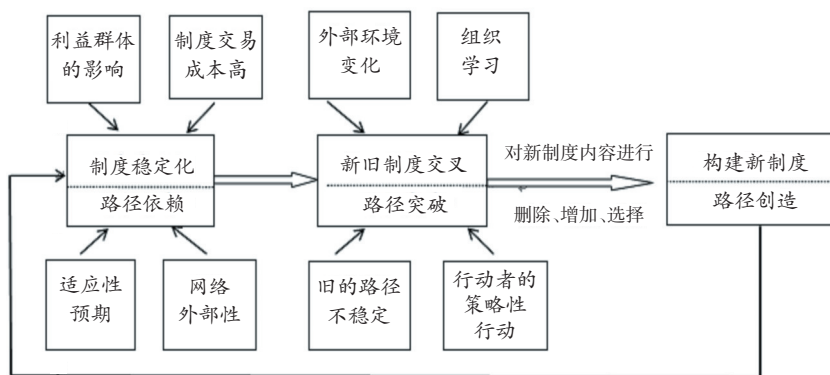 利益群体
的影响
制度交易
成本高
外部环境
变化
组织
学习
制度稳定化
路径依赖
新旧制度交叉
路径突破
对新制度内容进行
删除、增加、选择
构建新制度
路径创造
适应性
预期
网络
外部性
旧的路径
不稳定
行动者的
策略性
行动